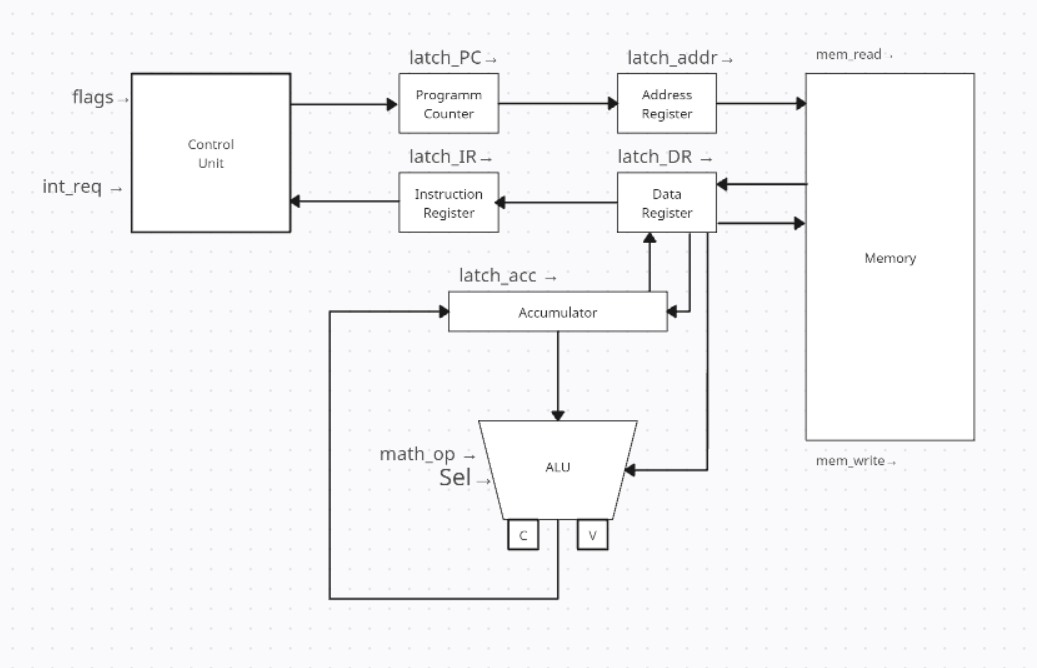 latch_PC→
latch_addr→
mem_read →
flags→
Programm
Counter
Address
Register
Control
Unit
latch_IR→
latch_DR →
int_req →
Instruction
Register
Data
Register
Memory
latch_acc →
Accumulator
math_op →
Sel→
ALU
mem_write→
C
V